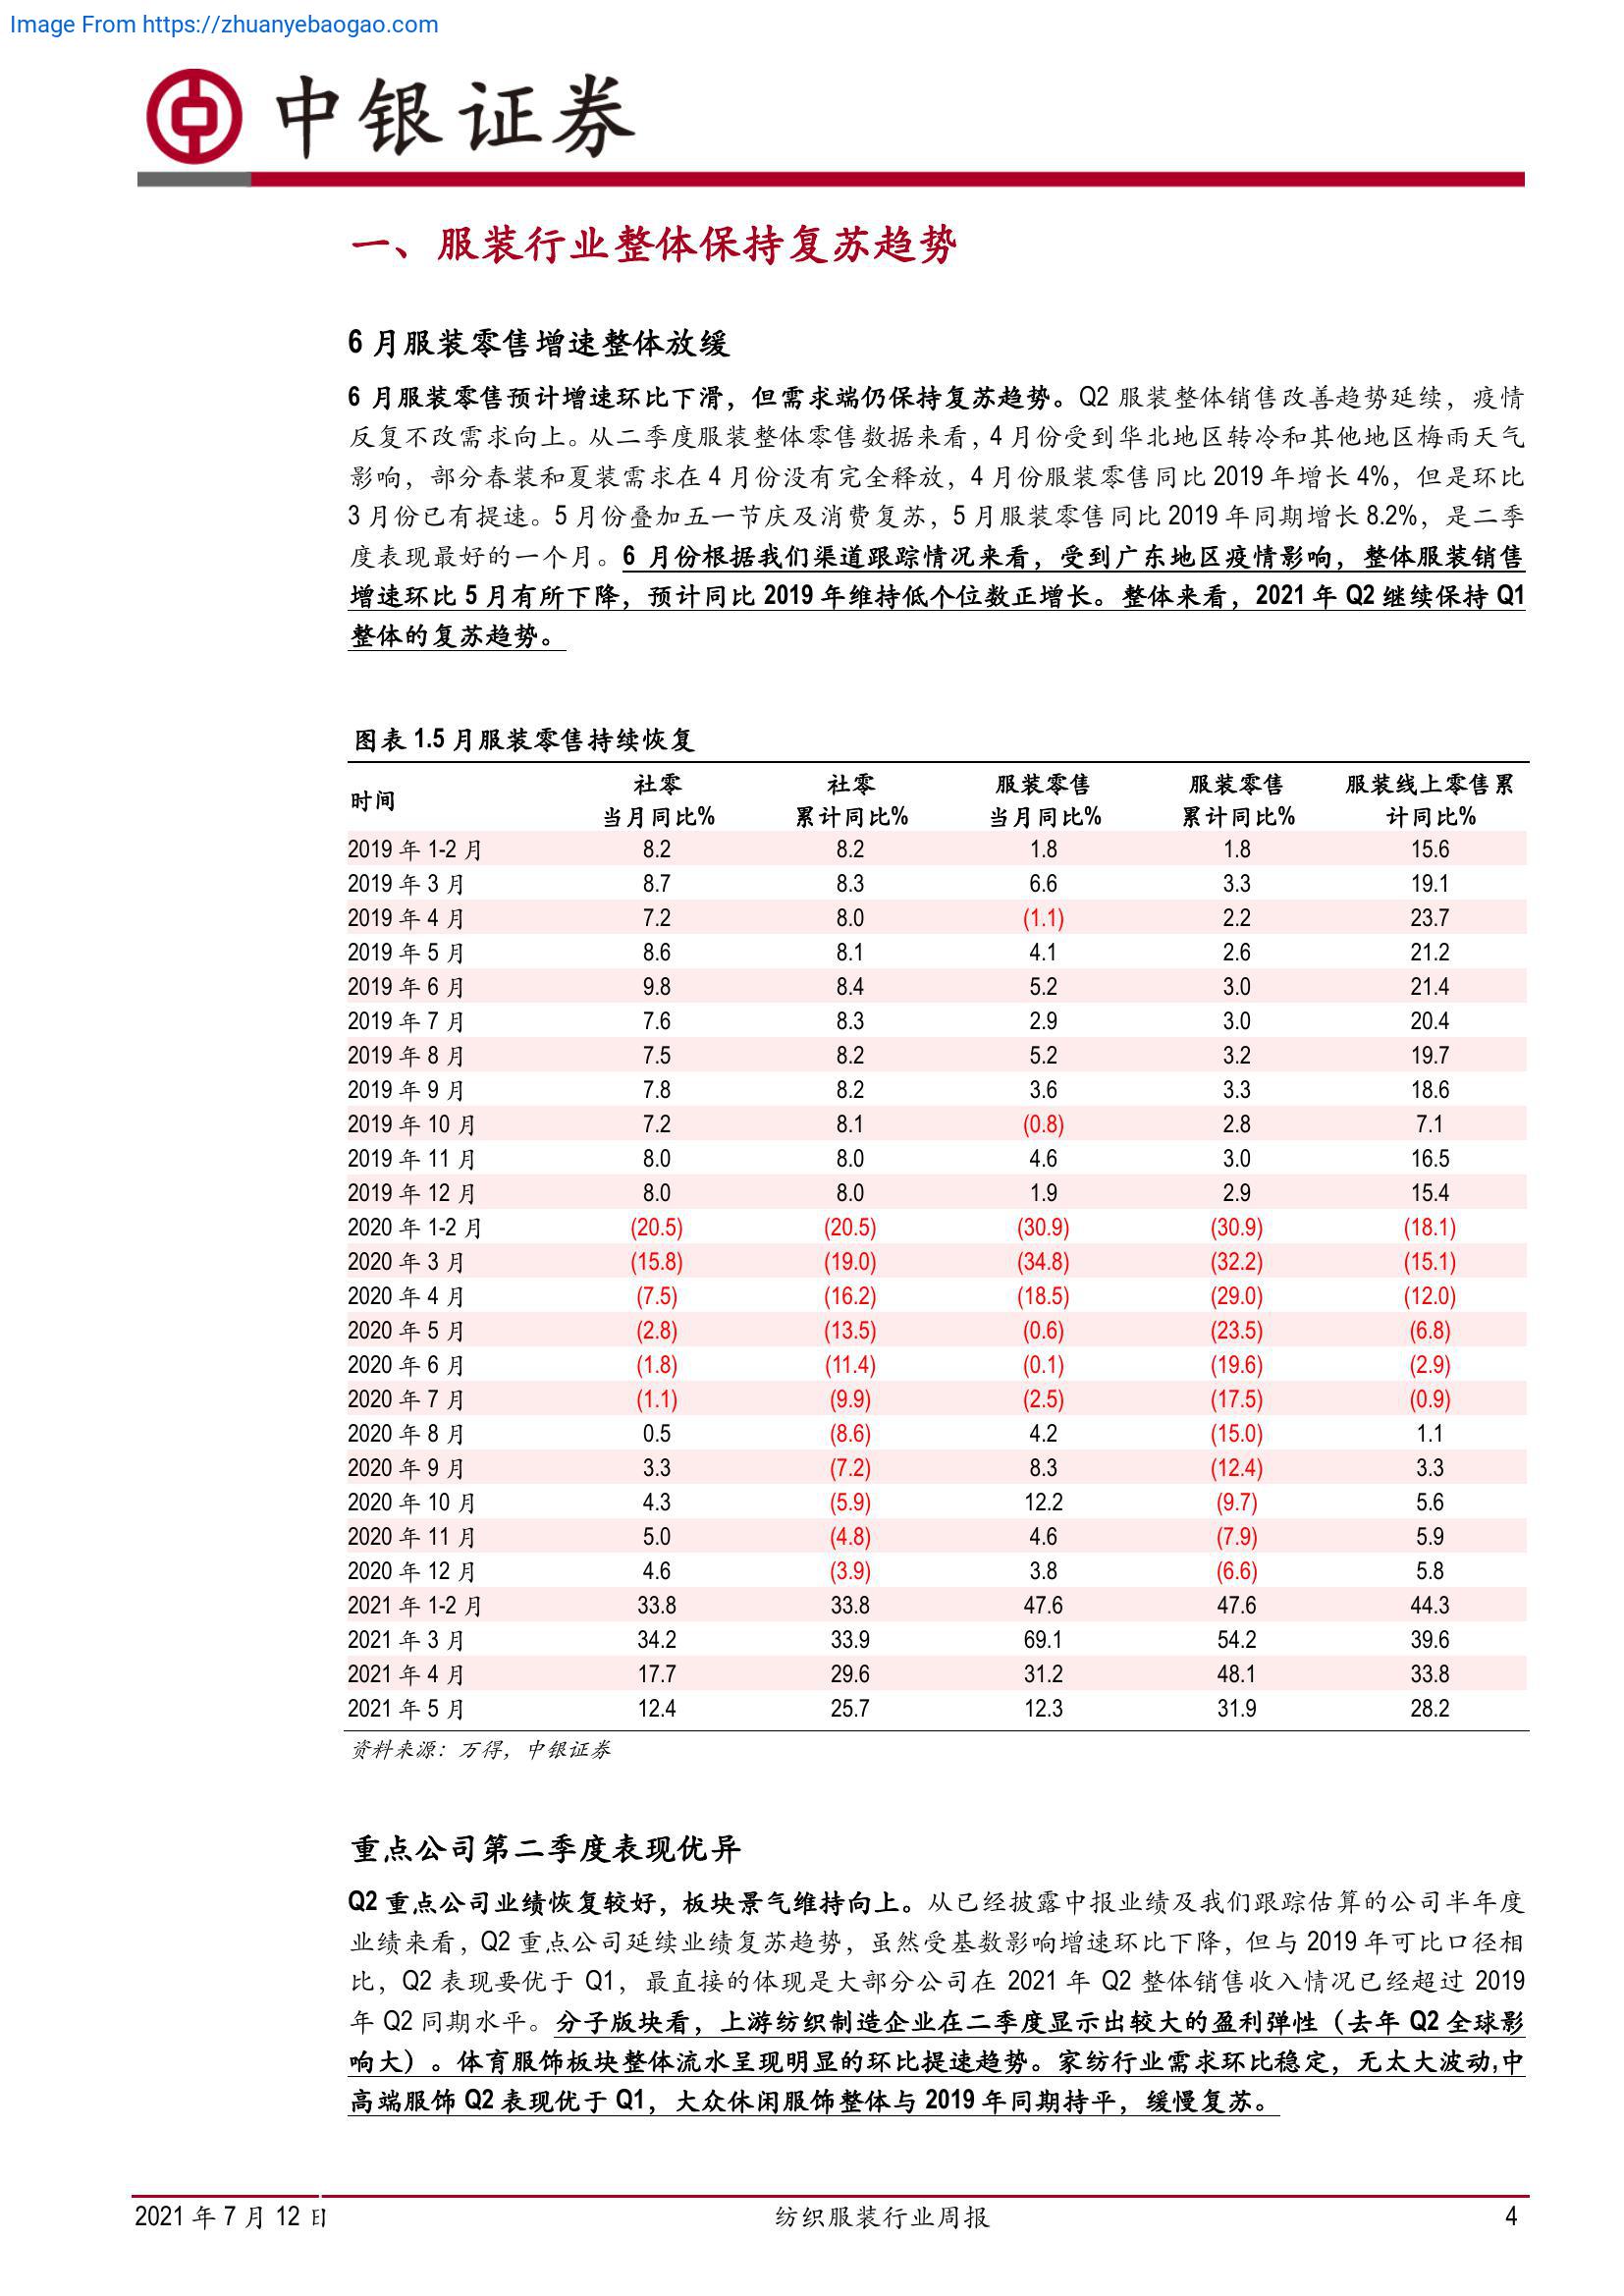 Image From https://zhuanyebaogao.com
中银证券
一、服装行业整体保持复苏趋势
6 月服装零售增速整体放缓
6 月服装零售预计增速环比下滑，但需求端仍保持复苏趋势。Q2 服装整体销售改善趋势延续，疫情
反复不改需求向上。从二季度服装整体零售数据来看，4 月份受到华北地区转冷和其他地区梅雨天气
影响，部分春装和夏装需求在 4 月份没有完全释放，4 月份服装零售同比 2019 年增长 4%，但是环比
3 月份已有提速。5 月份叠加五一节庆及消费复苏，5 月服装零售同比 2019 年同期增长 8.2%，是二季
度表现最好的一个月。6 月份根据我们渠道跟踪情况来看，受到广东地区疫情影响，整体服装销售
增速环比 5 月有所下降，预计同比 2019 年维持低个位数正增长。整体来看，2021 年 Q2 继续保持 Q1
整体的复苏趋势。
图表 1.5 月服装零售持续恢复
时间 社零 当月同比% 社零 累计同比% 服装零售 当月同比% 服装零售 累计同比% 服装线上零售累 计同比%
2019 年 1-2 月 8.2 8.2 1.8 1.8 15.6
2019 年 3 月 8.7 8.3 6.6 3.3 19.1
2019 年 4 月 7.2 8.0 (1.1) 2.2 23.7
2019 年 5 月 8.6 8.1 4.1 2.6 21.2
2019 年 6 月 9.8 8.4 5.2 3.0 21.4
2019 年 7 月 7.6 8.3 2.9 3.0 20.4
2019 年 8 月 7.5 8.2 5.2 3.2 19.7
2019 年 9 月 7.8 8.2 3.6 3.3 18.6
2019 年 10 月 7.2 8.1 (0.8) 2.8 7.1
2019 年 11 月 8.0 8.0 4.6 3.0 16.5
2019 年 12 月 8.0 8.0 1.9 2.9 15.4
2020 年 1-2 月 (20.5) (20.5) (30.9) (30.9) (18.1)
2020 年 3 月 (15.8) (19.0) (34.8) (32.2) (15.1)
2020 年 4 月 (7.5) (16.2) (18.5) (29.0) (12.0)
2020 年 5 月 (2.8) (13.5) (0.6) (23.5) (6.8)
2020 年 6 月 (1.8) (11.4) (0.1) (19.6) (2.9)
2020 年 7 月 (1.1) (9.9) (2.5) (17.5) (0.9)
2020 年 8 月 0.5 (8.6) 4.2 (15.0) 1.1
2020 年 9 月 3.3 (7.2) 8.3 (12.4) 3.3
2020 年 10 月 4.3 (5.9) 12.2 (9.7) 5.6
2020 年 11 月 5.0 (4.8) 4.6 (7.9) 5.9
2020 年 12 月 4.6 (3.9) 3.8 (6.6) 5.8
2021 年 1-2 月 33.8 33.8 47.6 47.6 44.3
2021 年 3 月 34.2 33.9 69.1 54.2 39.6
2021 年 4 月 17.7 29.6 31.2 48.1 33.8
2021 年 5 月 12.4 25.7 12.3 31.9 28.2
资料来源：万得，中银证券
重点公司第二季度表现优异
Q2 重点公司业绩恢复较好，板块景气维持向上。从已经披露中报业绩及我们跟踪估算的公司半年度
业绩来看，Q2 重点公司延续业绩复苏趋势，虽然受基数影响增速环比下降，但与 2019 年可比口径相
比，Q2 表现要优于 Q1，最直接的体现是大部分公司在 2021 年 Q2 整体销售收入情况已经超过 2019
年 Q2 同期水平。分子版块看，上游纺织制造企业在二季度显示出较大的盈利弹性（去年 Q2 全球影
响大）。体育服饰板块整体流水呈现明显的环比提速趋势。家纺行业需求环比稳定，无太大波动,中
高端服饰 Q2 表现优于 Q1，大众休闲服饰整体与 2019 年同期持平，缓慢复苏。
2021 年 7 月 12 日 纺织服装行业周报 4